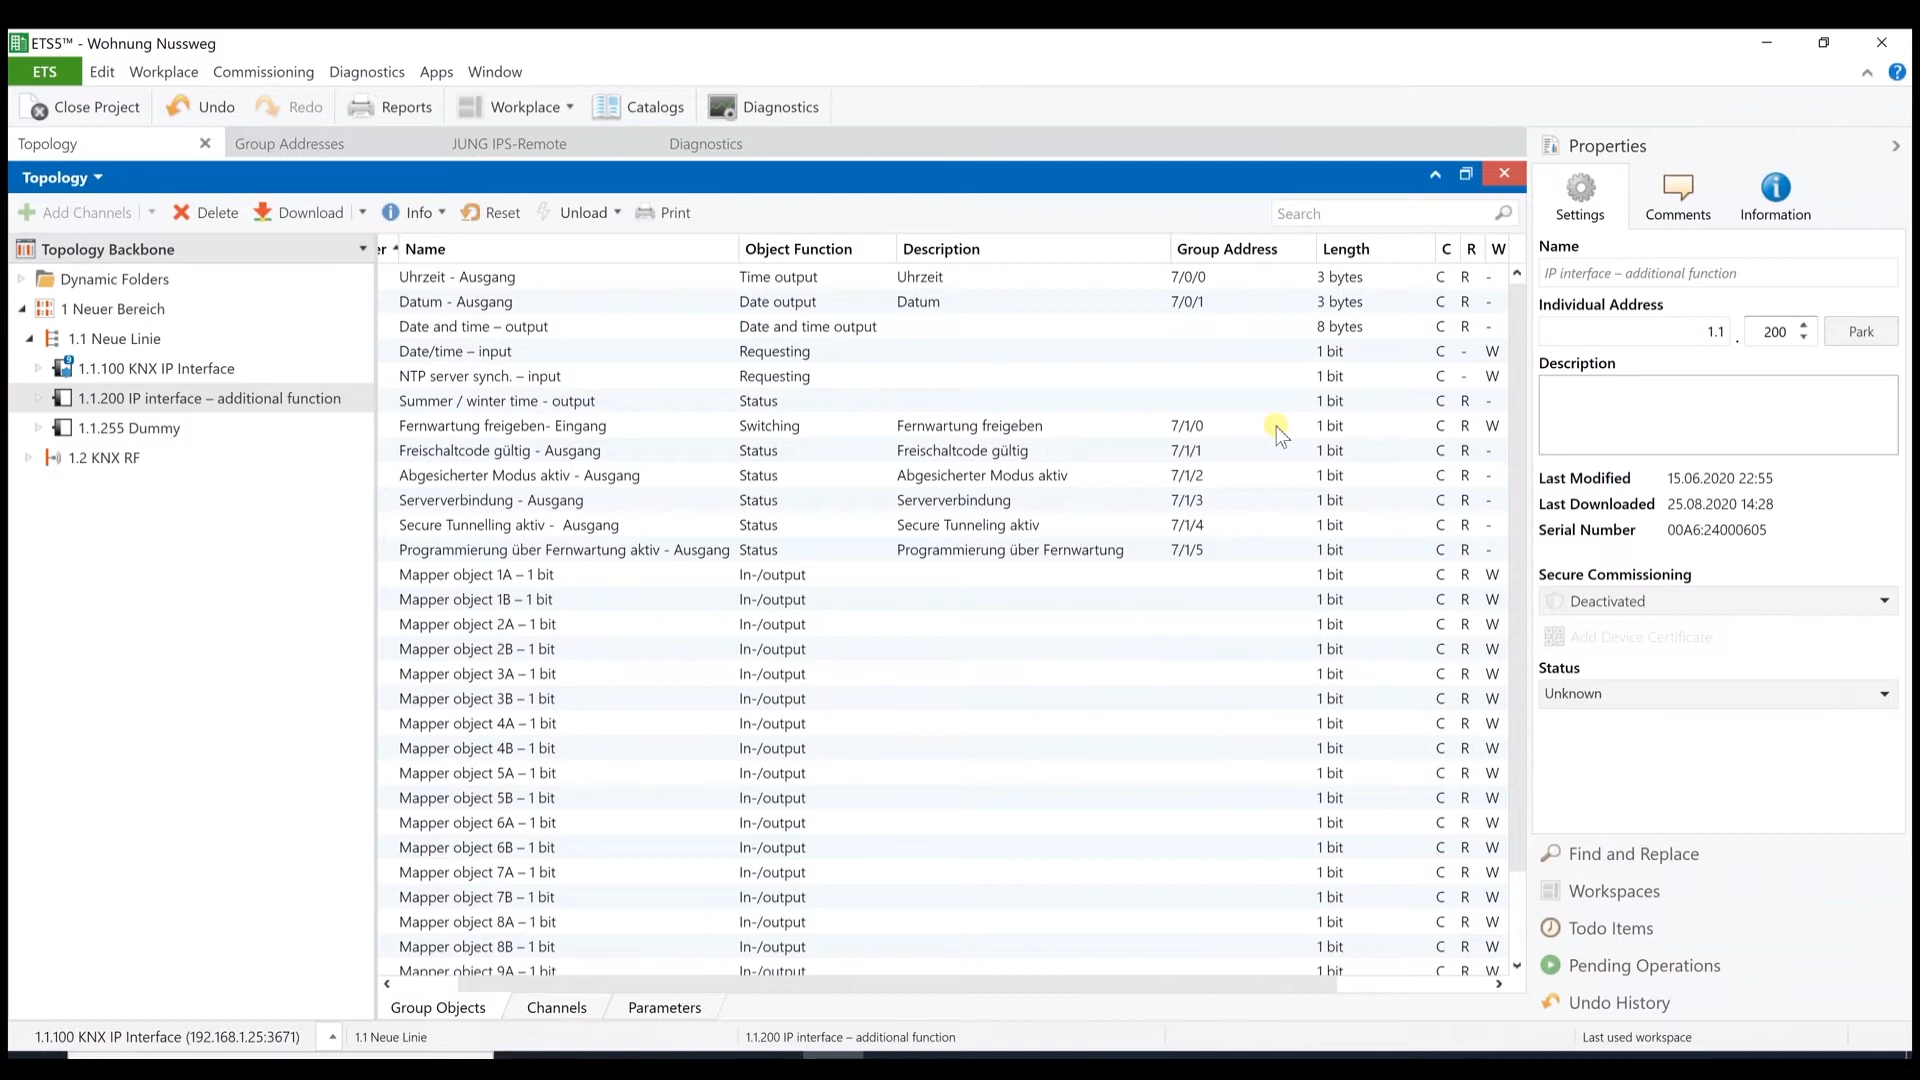 ETS5™ - Wohnung Nussweg
ETS Edit Workplace Commissioning Diagnostics Apps Window
Close Project Undo Redo Reports Workplace Catalogs Diagnostics
Topology Group Addresses JUNG IPS-Remote Diagnostics
Topology
Add Channels Delete Download Info Reset Unload Print Search
Topology Backbone
Dynamic Folders
1 Neuer Bereich
1.1 Neue Linie
1.1.100 KNX IP Interface
1.1.200 IP interface – additional function
1.1.255 Dummy
1.2 KNX RF
er Name Object Function Description Group Address Length C R W
Uhrzeit - Ausgang Time output Uhrzeit 7/0/0 3 bytes C R -
Datum - Ausgang Date output Datum 7/0/1 3 bytes C R -
Date and time – output Date and time output 8 bytes C R -
Date/time – input Requesting 1 bit C - W
NTP server synch. – input Requesting 1 bit C - W
Summer / winter time - output Status 1 bit C R -
Fernwartung freigeben- Eingang Switching Fernwartung freigeben 7/1/0 1 bit C R W
Freischaltcode gültig - Ausgang Status Freischaltcode gültig 7/1/1 1 bit C R -
Abgesicherter Modus aktiv - Ausgang Status Abgesicherter Modus aktiv 7/1/2 1 bit C R -
Serververbindung - Ausgang Status Serververbindung 7/1/3 1 bit C R -
Secure Tunnelling aktiv - Ausgang Status Secure Tunneling aktiv 7/1/4 1 bit C R -
Programmierung über Fernwartung aktiv - Ausgang Status Programmierung über Fernwartung 7/1/5 1 bit C R -
Mapper object 1A – 1 bit In-/output 1 bit C R W
Mapper object 1B – 1 bit In-/output 1 bit C R W
Mapper object 2A – 1 bit In-/output 1 bit C R W
Mapper object 2B – 1 bit In-/output 1 bit C R W
Mapper object 3A – 1 bit In-/output 1 bit C R W
Mapper object 3B – 1 bit In-/output 1 bit C R W
Mapper object 4A – 1 bit In-/output 1 bit C R W
Mapper object 4B – 1 bit In-/output 1 bit C R W
Mapper object 5A – 1 bit In-/output 1 bit C R W
Mapper object 5B – 1 bit In-/output 1 bit C R W
Mapper object 6A – 1 bit In-/output 1 bit C R W
Mapper object 6B – 1 bit In-/output 1 bit C R W
Mapper object 7A – 1 bit In-/output 1 bit C R W
Mapper object 7B – 1 bit In-/output 1 bit C R W
Mapper object 8A – 1 bit In-/output 1 bit C R W
Mapper object 8B – 1 bit In-/output 1 bit C R W
Mapper object 9A – 1 bit In-/output 1 bit C R W
Group Objects Channels Parameters
Properties
Settings Comments Information
Name
IP interface – additional function
Individual Address
1.1 . 200 Park
Description
Last Modified 15.06.2020 22:55
Last Downloaded 25.08.2020 14:28
Serial Number 00A6:24000605
Secure Commissioning
Deactivated
Add Device Certificate
Status
Unknown
Find and Replace
Workspaces
Todo Items
Pending Operations
Undo History
1.1.100 KNX IP Interface (192.168.1.25:3671) 1.1 Neue Linie 1.1.200 IP interface – additional function Last used workspace